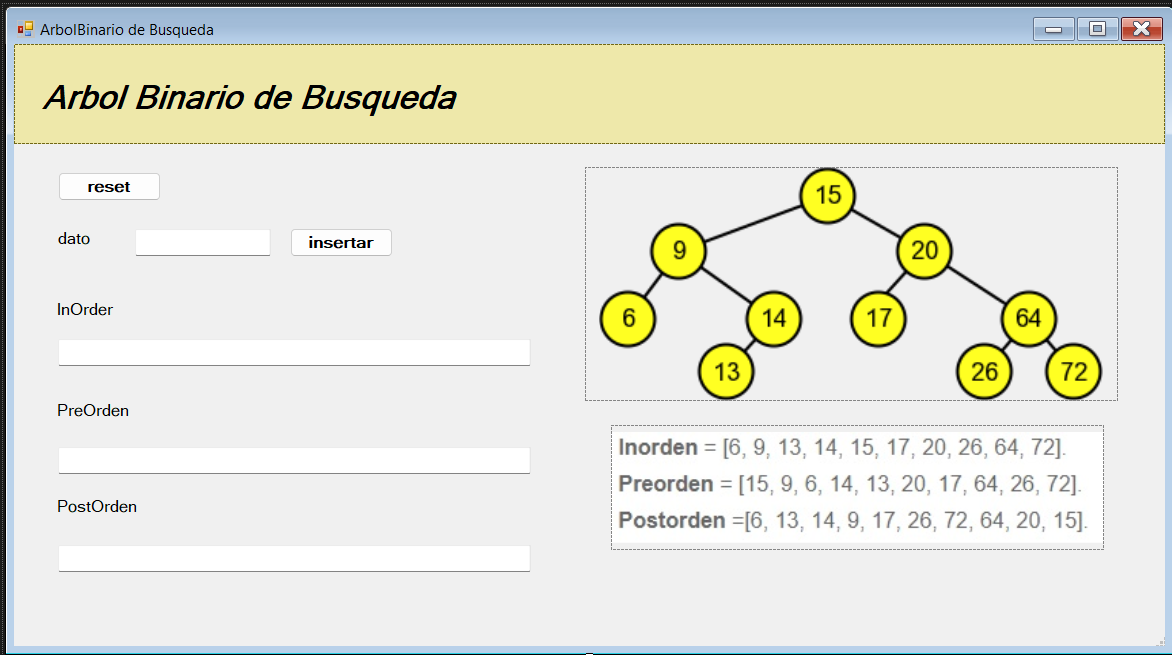 ArbolBinario de Busqueda
Arbol Binario de Busqueda
reset
dato
insertar
InOrder
PreOrden
PostOrden
15
9
20
6
14
17
64
13
26
72
Inorden = [6, 9, 13, 14, 15, 17, 20, 26, 64, 72].
Preorden = [15, 9, 6, 14, 13, 20, 17, 64, 26, 72].
Postorden =[6, 13, 14, 9, 17, 26, 72, 64, 20, 15].